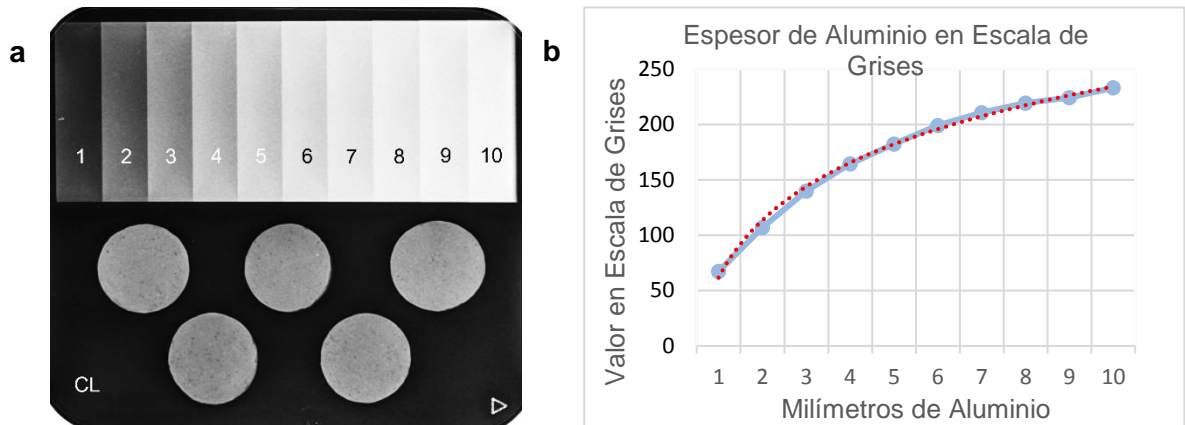 a
1 2 3 4 5 6 7 8 9 10
CL
b
Espesor de Aluminio en Escala de
Grises
Valor en Escala de Grises
250
200
150
100
50
0
1 2 3 4 5 6 7 8 9 10
Milímetros de Aluminio